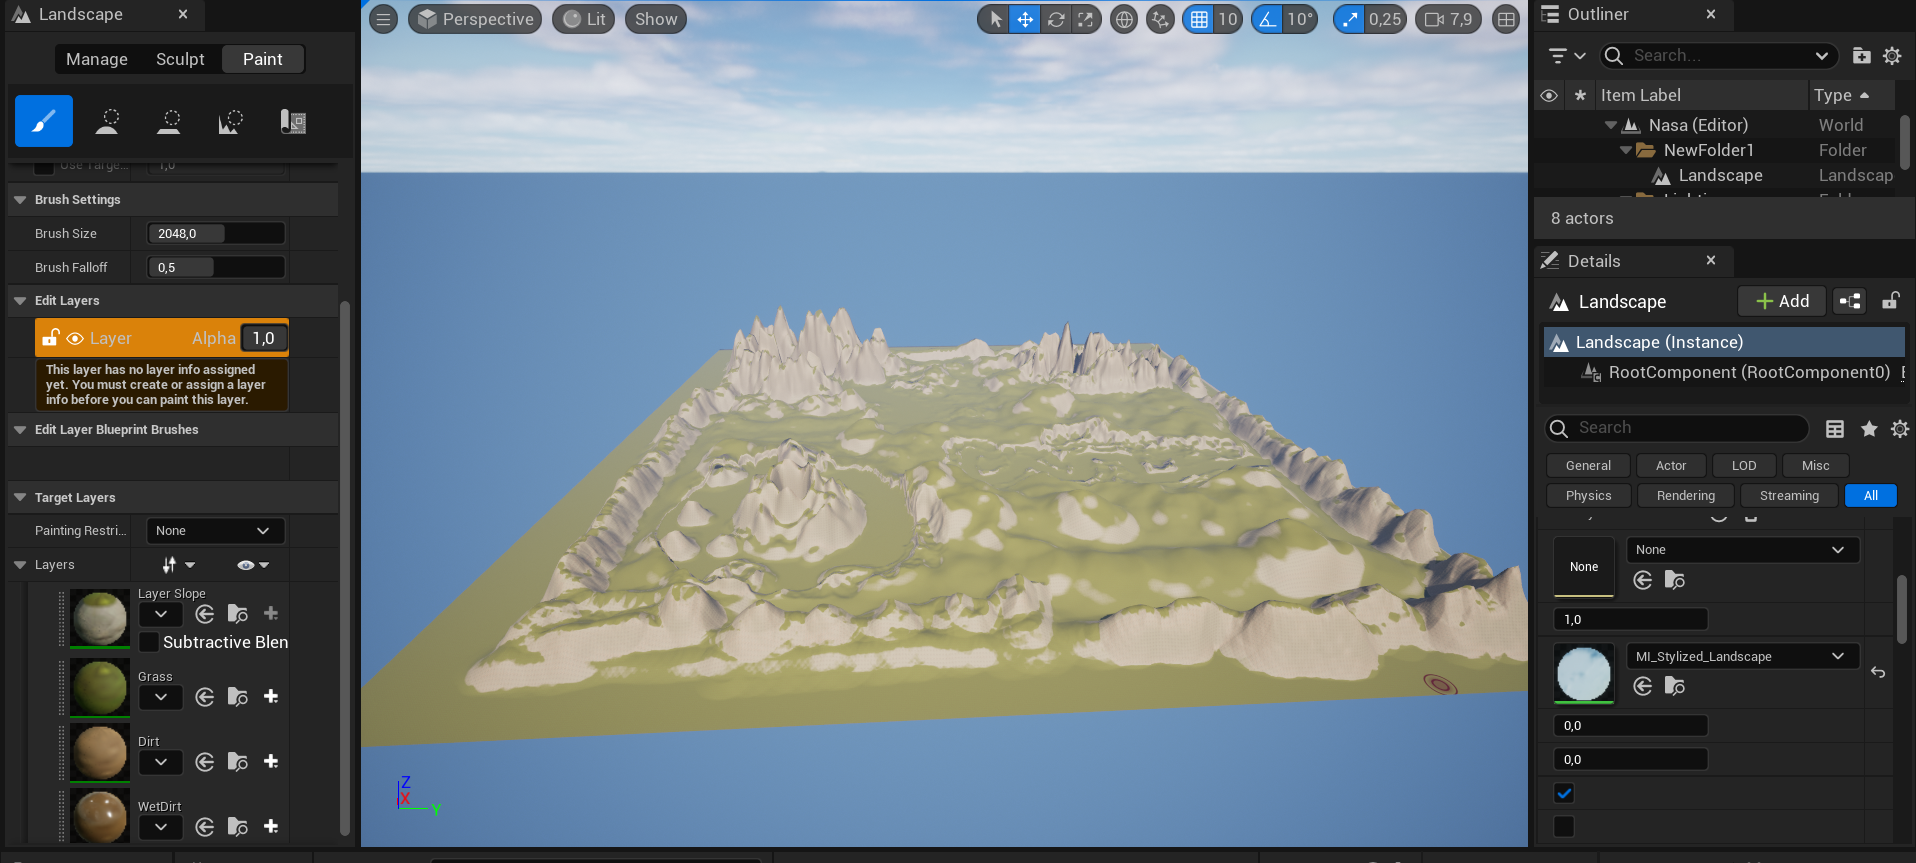 Landscape
Manage Sculpt Paint
Use Targe... 1,0
Brush Settings
Brush Size 2048,0
Brush Falloff 0,5
Edit Layers
Layer Alpha 1,0
This layer has no layer info assigned
yet. You must create or assign a layer
info before you can paint this layer.
Edit Layer Blueprint Brushes
Target Layers
Painting Restri... None
Layers
Layer Slope
Subtractive Blen
Grass
Dirt
WetDirt
Perspective Lit Show
10 10° 0,25 7,9
Z
X
Y
Outliner
Search...
Item Label Type
Nasa (Editor) World
NewFolder1 Folder
Landscape Landscap
8 actors
Details
Landscape Add
Landscape (Instance)
RootComponent (RootComponent0)
Search
General Actor LOD Misc
Physics Rendering Streaming All
None None
1,0
MI_Stylized_Landscape
0,0
0,0